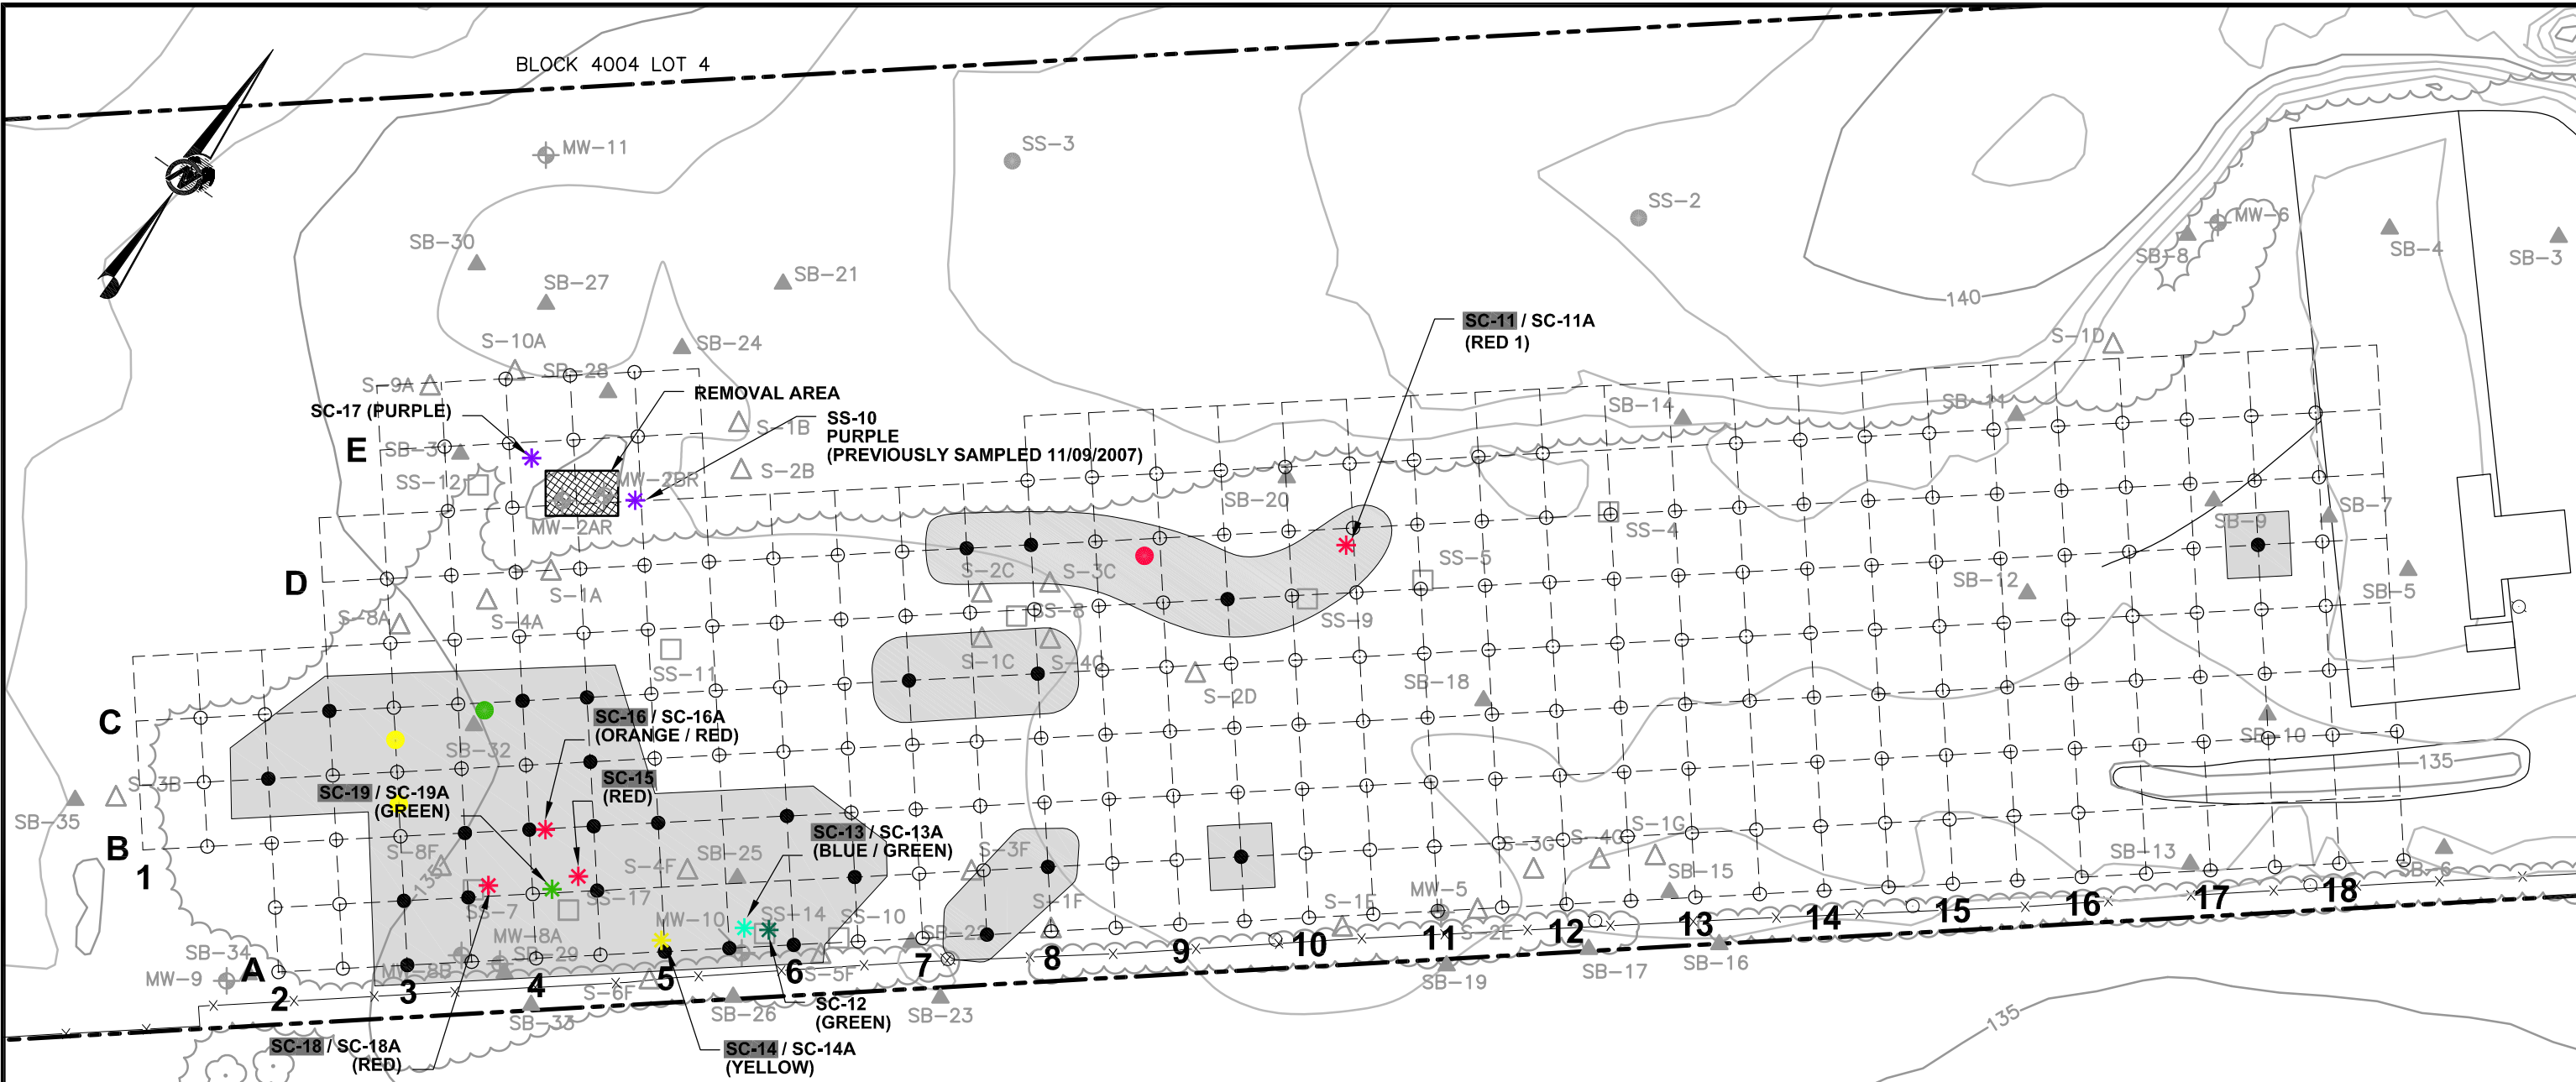 BLOCK 4004 LOT 4
MW-11
SS-3
SS-2
MW-6
SB-8
SB-4
SB-3
SB-30
SB-27
SB-21
140
SC-11 / SC-11A
(RED 1)
S-10A
SB-24
SB-28
S-1D
S-9A
REMOVAL AREA
SC-17 (PURPLE)
SS-10
PURPLE
(PREVIOUSLY SAMPLED 11/09/2007)
S-1B
SB-14
SB-11
E
SB-31
S-2B
SS-12
MW-2BR
SB-20
MW-2AR
SS-4
SB-9
SB-7
D
S-1A
S-2C
S-3C
SS-5
SB-12
SB-5
S-8A
S-4A
SS-8
SS-9
SS-11
S-1C
S-4C
S-2D
SB-18
C
SC-16 / SC-16A
(ORANGE / RED)
SB-32
SB-10
SC-15
(RED)
135
S-3B
SC-19 / SC-19A
(GREEN)
SB-35
SC-13 / SC-13A
(BLUE / GREEN)
B
1
S-8F
135
S-4F
SB-25
S-3F
S-3G
S-4G
S-1G
SB-15
SB-13
SB-6
SS-7
SS-17
MW-10
SS-14
SS-10
S-1F
S-1E
MW-5
S-2E
MW-8A
SB-29
MW-8B
SB-22
SB-34
MW-9
A
2
3
4
5
6
7
8
9
10
11
12
13
14
15
16
17
18
S-6F
S-5F
SB-33
SB-26
SB-23
SB-19
SB-17
SB-16
SC-12
(GREEN)
135
SC-18 / SC-18A
(RED)
SC-14 / SC-14A
(YELLOW)